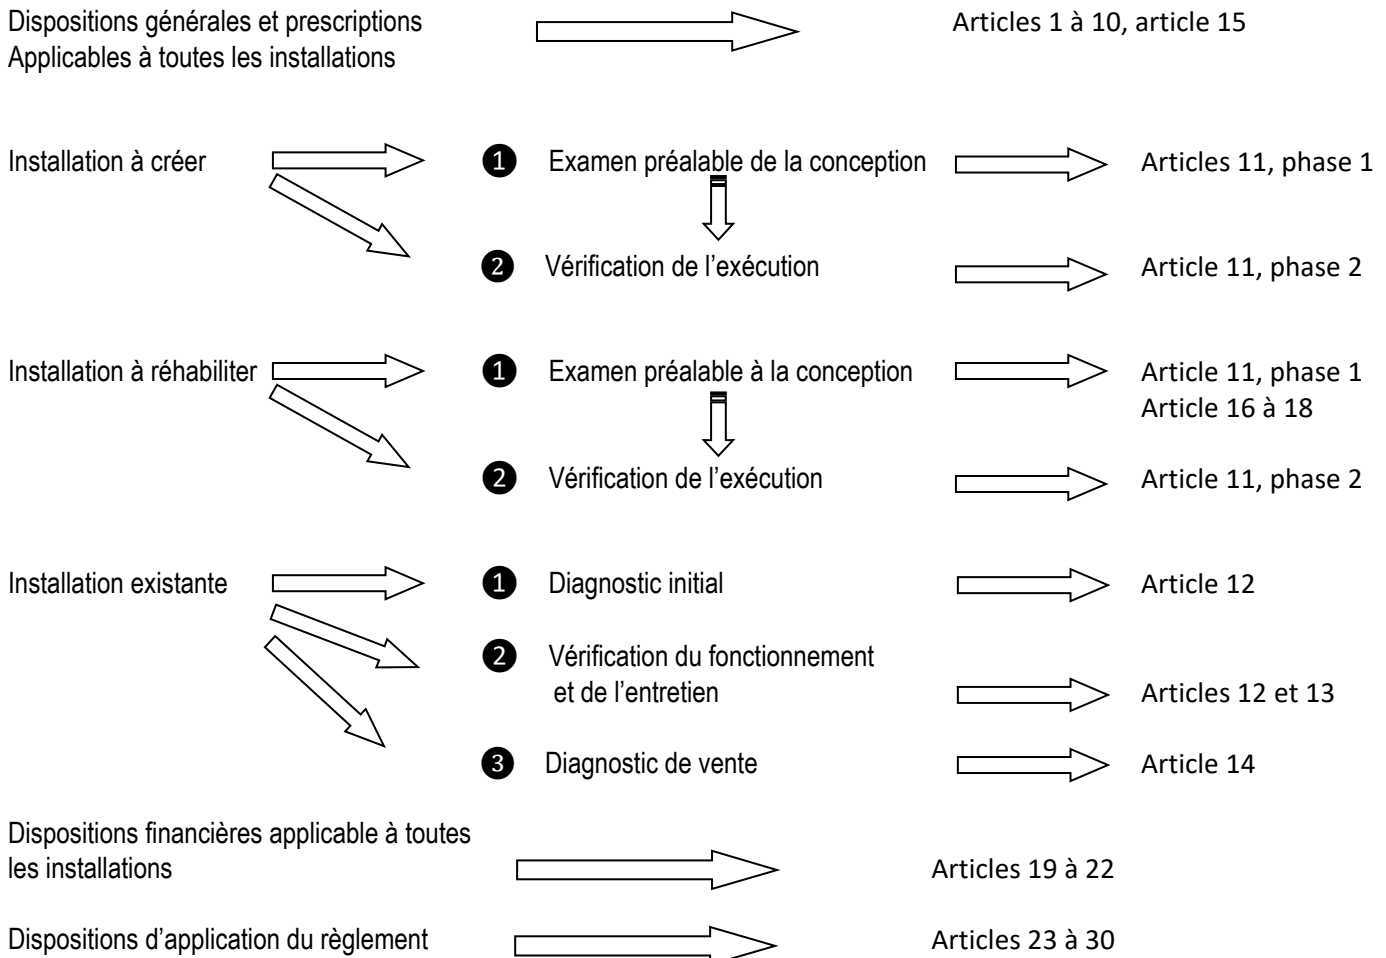 Dispositions générales et prescriptions
Applicables à toutes les installations
Articles 1 à 10, article 15
Installation à créer
❶ Examen préalable de la conception
Articles 11, phase 1
❷ Vérification de l’exécution
Article 11, phase 2
Installation à réhabiliter
❶ Examen préalable à la conception
Article 11, phase 1
Article 16 à 18
❷ Vérification de l’exécution
Article 11, phase 2
Installation existante
❶ Diagnostic initial
Article 12
❷ Vérification du fonctionnement
et de l’entretien
Articles 12 et 13
❸ Diagnostic de vente
Article 14
Dispositions financières applicable à toutes
les installations
Articles 19 à 22
Dispositions d’application du règlement
Articles 23 à 30